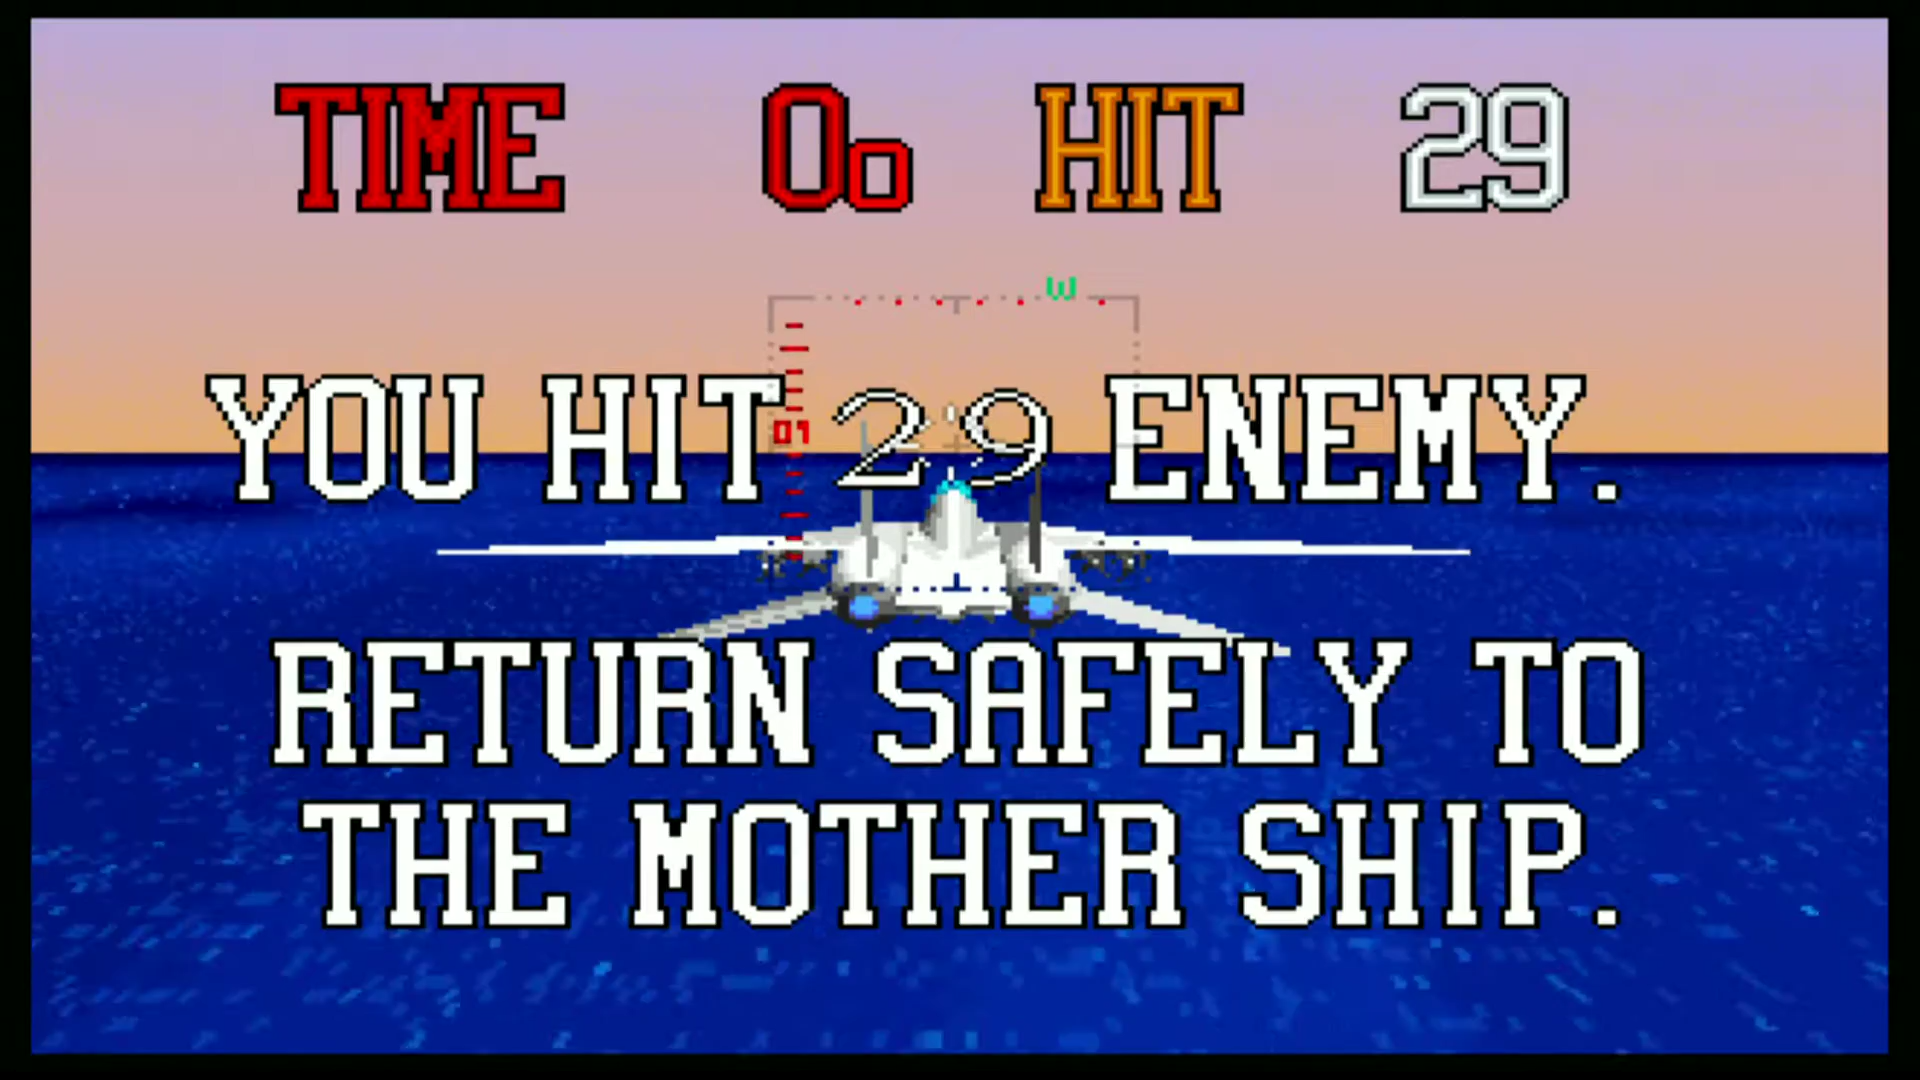 TIME 00 HIT 29
W
YOU HIT 29 ENEMY.
RETURN SAFELY TO
THE MOTHER SHIP.